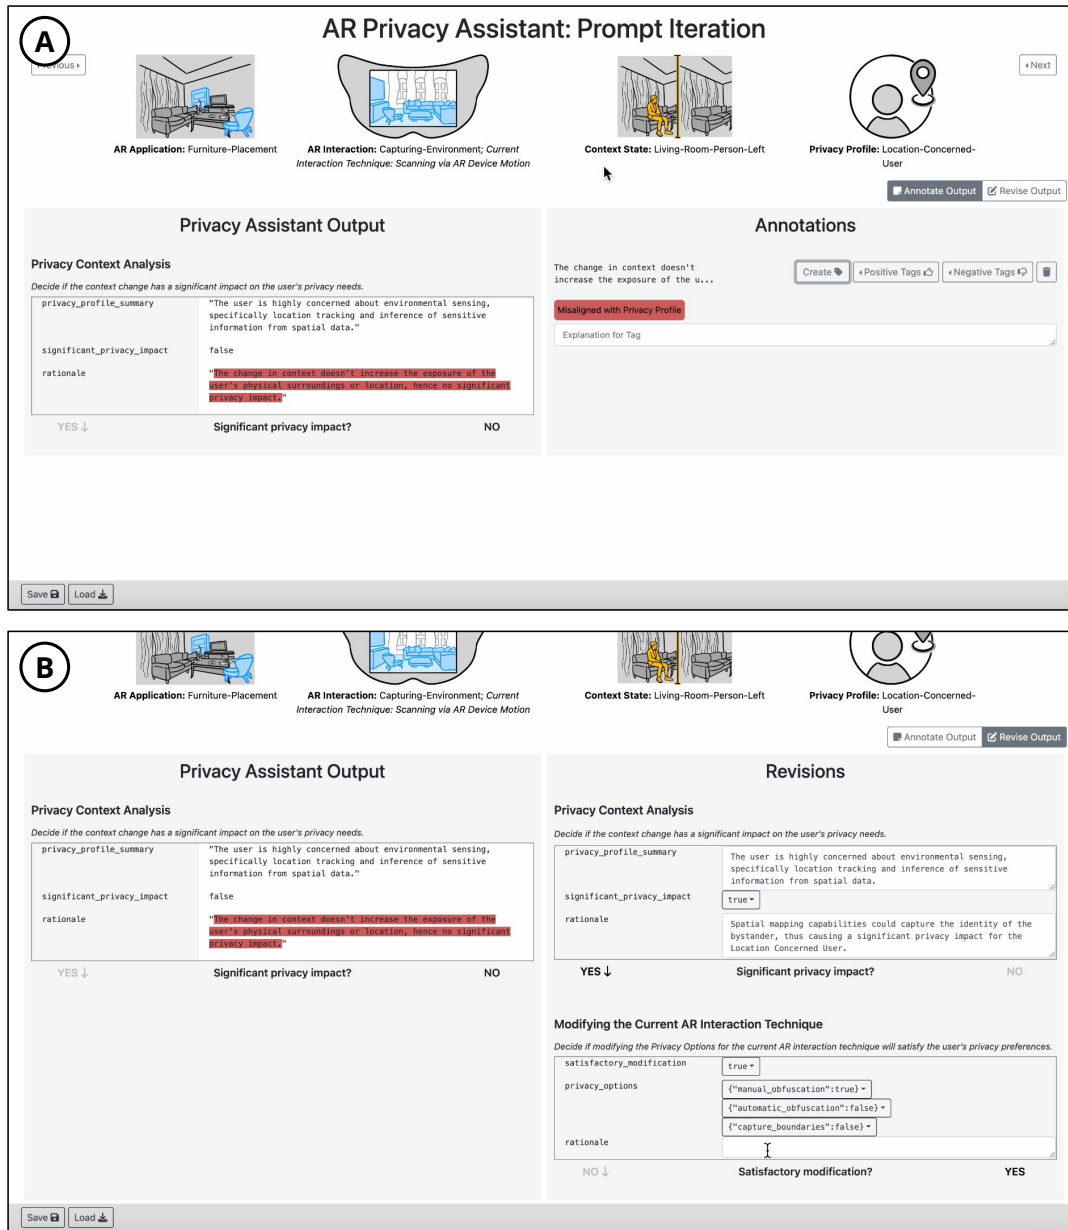 A
AR Privacy Assistant: Prompt Iteration
Next
AR Application: Furniture-Placement
AR Interaction: Capturing-Environment; Current
Interaction Technique: Scanning via AR Device Motion
Context State: Living-Room-Person-Left
Privacy Profile: Location-Concerned-
User
Annotate Output
Revise Output
Privacy Assistant Output
Privacy Context Analysis
Decide if the context change has a significant impact on the user's privacy needs.
privacy_profile_summary
"The user is highly concerned about environmental sensing,
specifically location tracking and inference of sensitive
information from spatial data."
significant_privacy_impact
false
rationale
"The change in context doesn't increase the exposure of the
user's physical surroundings or location, hence no significant
privacy impact."
YES ↓
Significant privacy impact?
NO
Annotations
The change in context doesn't
increase the exposure of the u...
Create
Positive Tags
Negative Tags
Misaligned with Privacy Profile
Explanation for Tag
Save
Load
B
AR Application: Furniture-Placement
AR Interaction: Capturing-Environment; Current
Interaction Technique: Scanning via AR Device Motion
Context State: Living-Room-Person-Left
Privacy Profile: Location-Concerned-
User
Annotate Output
Revise Output
Privacy Assistant Output
Privacy Context Analysis
Decide if the context change has a significant impact on the user's privacy needs.
privacy_profile_summary
"The user is highly concerned about environmental sensing,
specifically location tracking and inference of sensitive
information from spatial data."
significant_privacy_impact
false
rationale
"The change in context doesn't increase the exposure of the
user's physical surroundings or location, hence no significant
privacy impact."
YES ↓
Significant privacy impact?
NO
Revisions
Privacy Context Analysis
Decide if the context change has a significant impact on the user's privacy needs.
privacy_profile_summary
The user is highly concerned about environmental sensing,
specifically location tracking and inference of sensitive
information from spatial data.
significant_privacy_impact
true
rationale
Spatial mapping capabilities could capture the identity of the
bystander, thus causing a significant privacy impact for the
Location Concerned User.
YES ↓
Significant privacy impact?
NO
Modifying the Current AR Interaction Technique
Decide if modifying the Privacy Options for the current AR interaction technique will satisfy the user's privacy preferences.
satisfactory_modification
true
privacy_options
{"manual_obfuscation":true}
{"automatic_obfuscation":false}
{"capture_boundaries":false}
rationale
NO ↓
Satisfactory modification?
YES
Save
Load